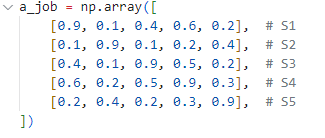 a_job = np.array([
    [0.9, 0.1, 0.4, 0.6, 0.2],  # S1
    [0.1, 0.9, 0.1, 0.2, 0.4],  # S2
    [0.4, 0.1, 0.9, 0.5, 0.2],  # S3
    [0.6, 0.2, 0.5, 0.9, 0.3],  # S4
    [0.2, 0.4, 0.2, 0.3, 0.9],  # S5
])